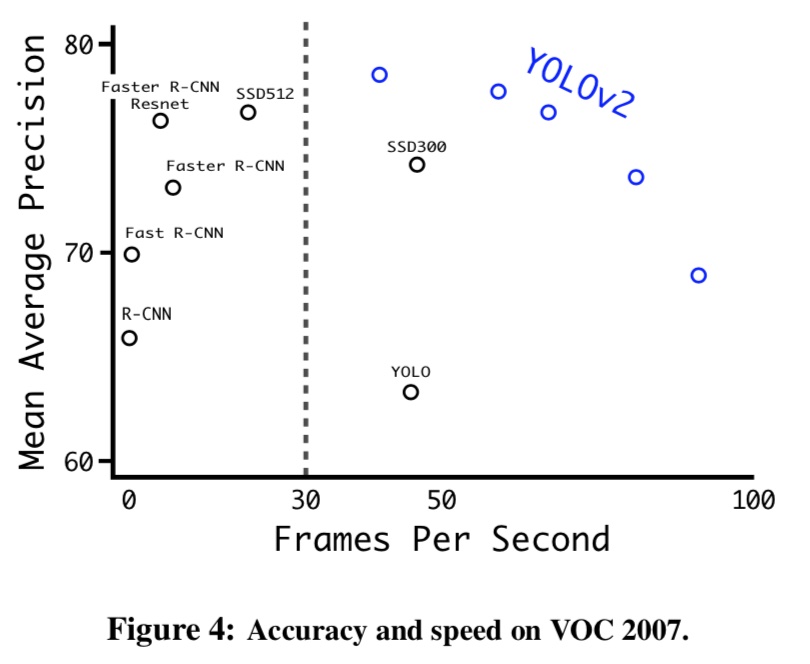 Mean Average Precision
80
70
60
Faster R-CNN
Resnet
SSD512
Faster R-CNN
Fast R-CNN
R-CNN
SSD300
YOLO
YOLOv2
0 30 50 100
Frames Per Second
Figure 4: Accuracy and speed on VOC 2007.